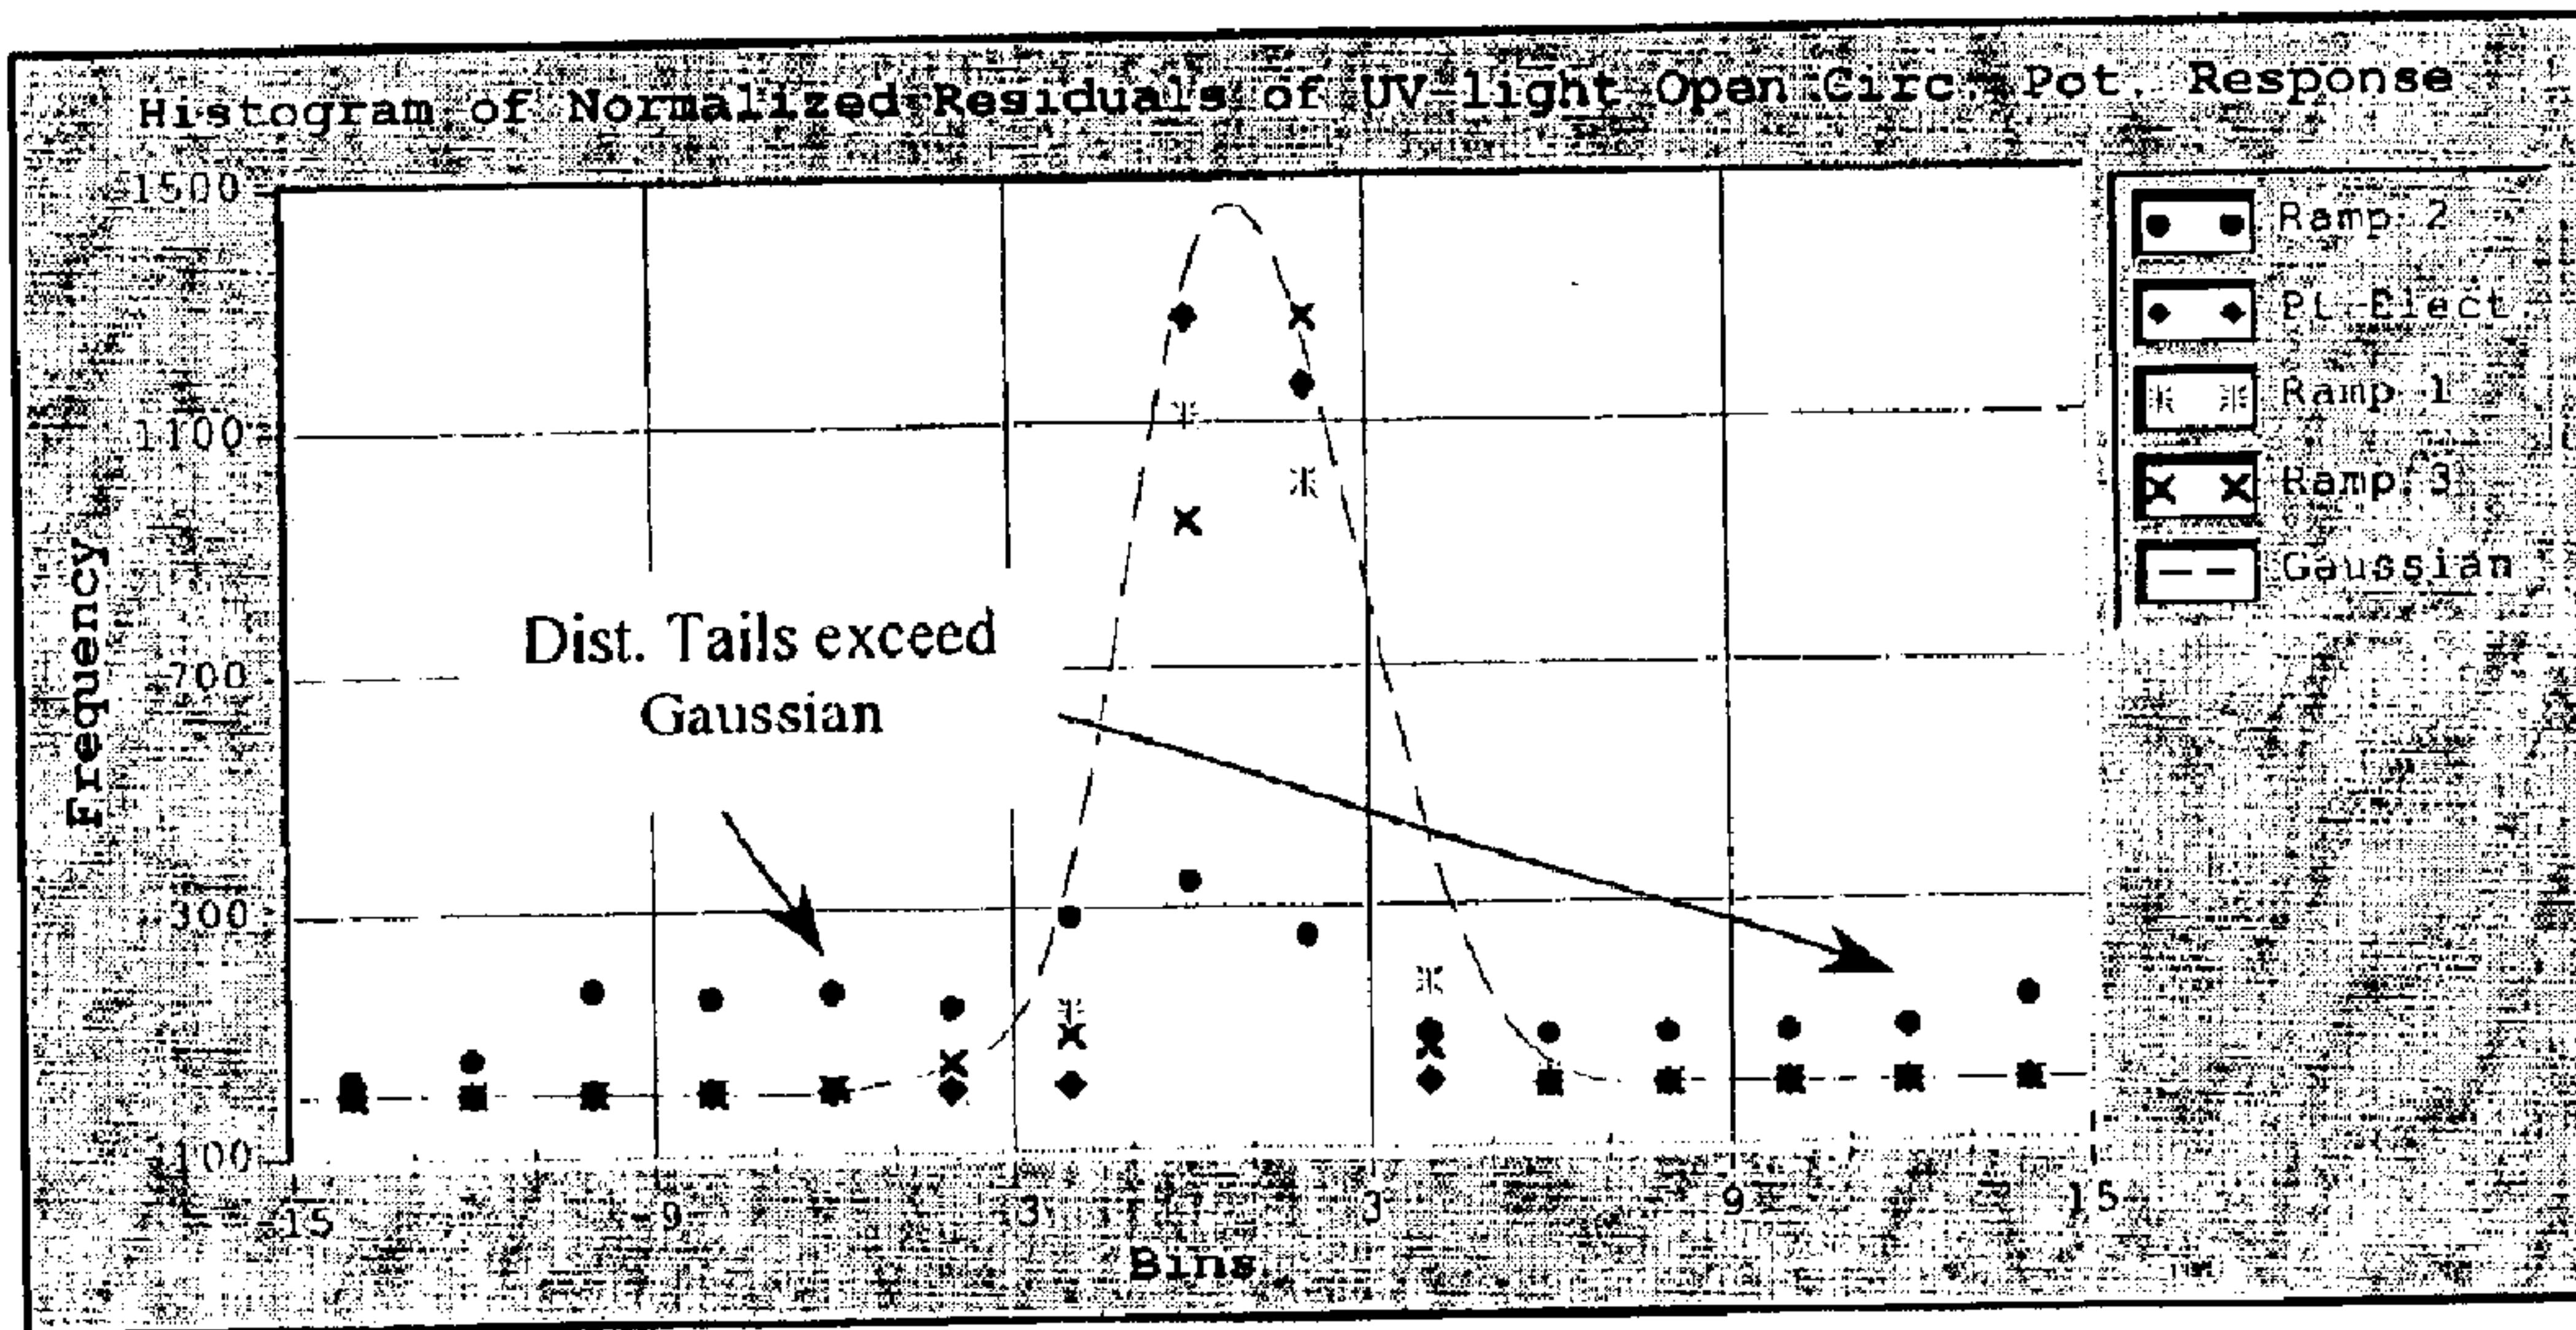 Histogram of Normalized Residuals of UV-light Open Circ. Pot. Response
1500
1100
700
300
-100
Frequency
Dist. Tails exceed
Gaussian
-15
-9
-3
3
9
15
Bins
Ramp 2
Pt-Elect.
Ramp 1
Ramp 3
Gaussian